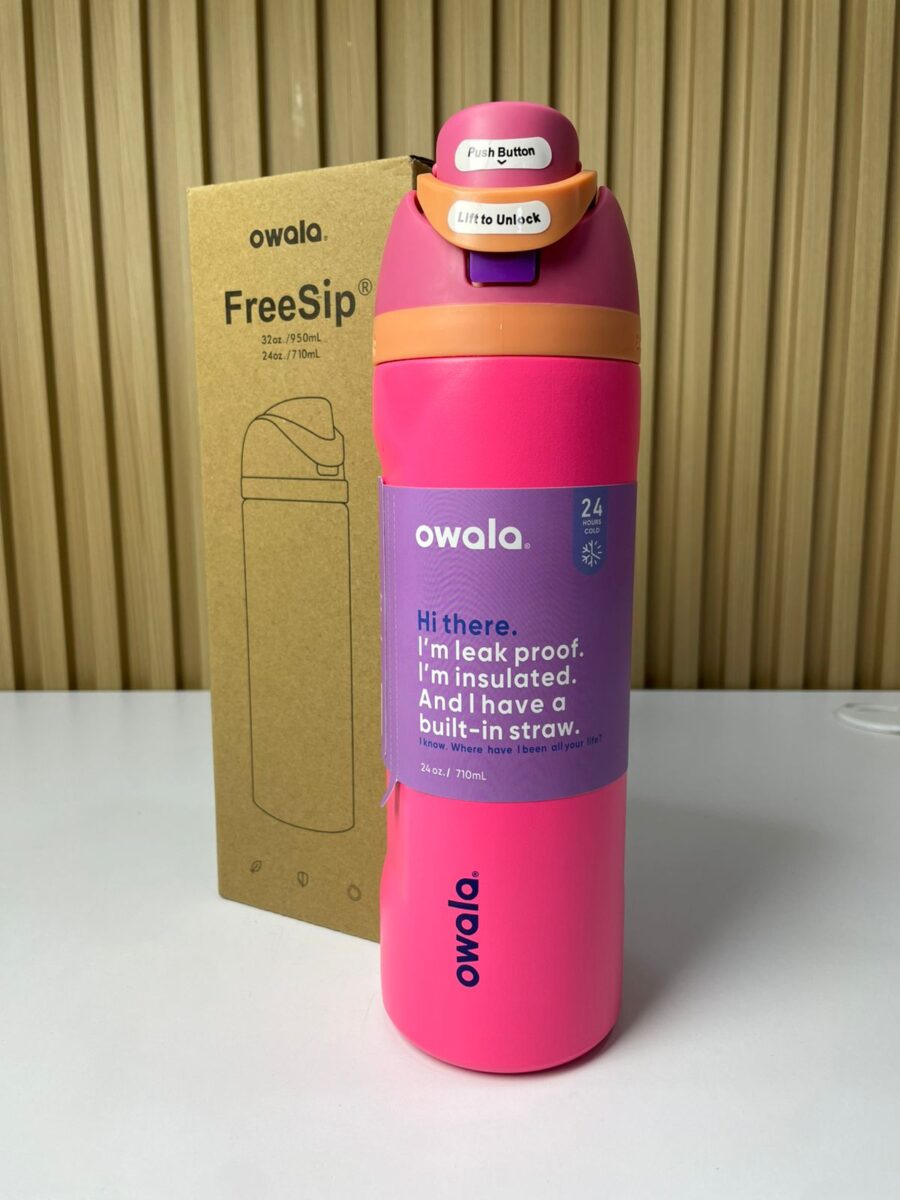 owala®
FreeSip®
32oz./950mL
24oz./710mL
Push Button
Lift to Unlock
owala®
24
HOURS
COLD
Hi there.
I'm leak proof.
I'm insulated.
And I have a
built-in straw.
I know. Where have I been all your life?
24 oz./ 710mL
owala®